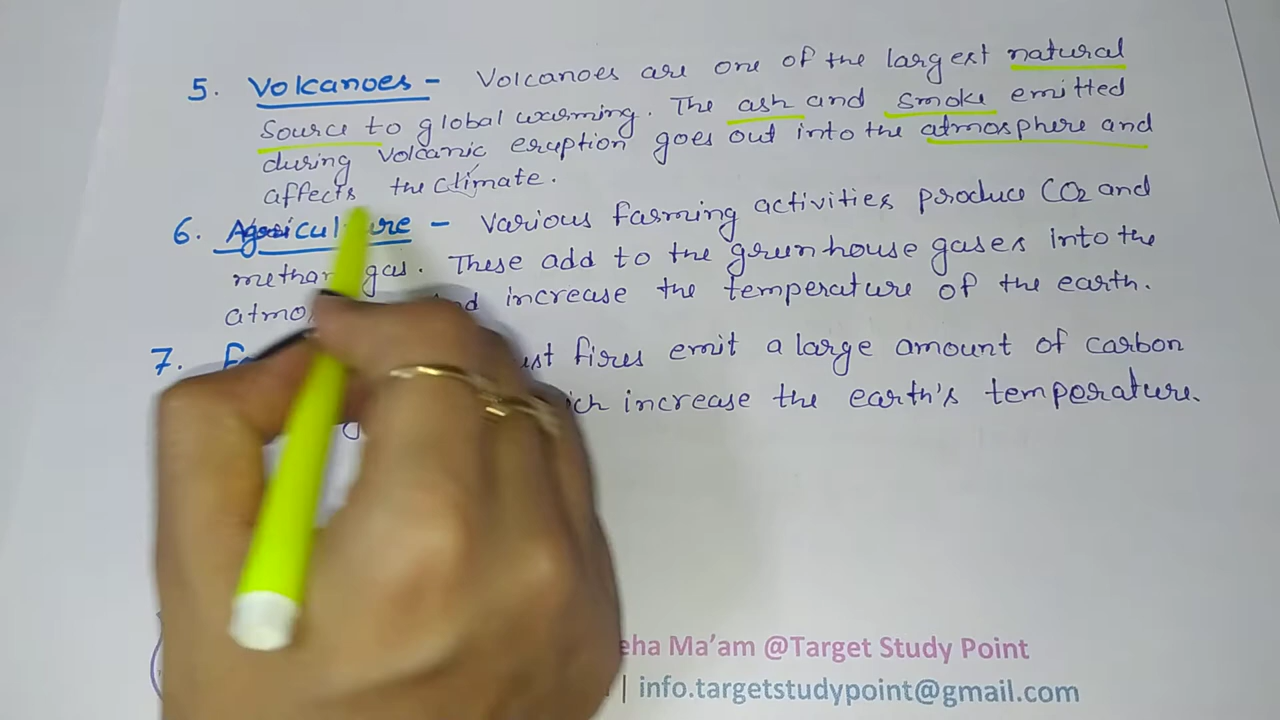 5. Volcanoes - Volcanoes are one of the largest natural
Source to global warming. The ash and smoke emitted
during volcanic eruption goes out into the atmosphere and
affects the climate.
6. Agriculture - Various farming activities produce CO2 and
gas. These add to the greenhouse gases into the
increase the temperature of the earth.
7. fires emit a large amount of carbon
increase the earth's temperature.
Ma'am @Target Study Point
| info.targetstudypoint@gmail.com